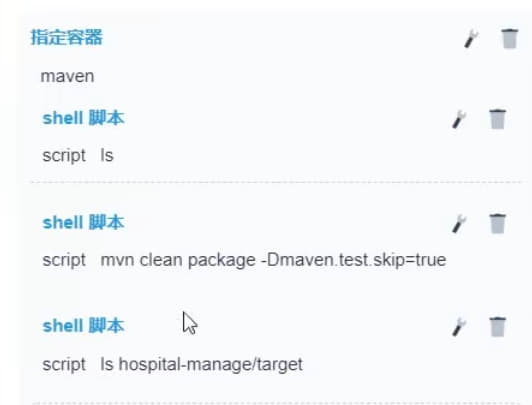 指定容器
maven
shell 脚本
script ls
shell 脚本
script mvn clean package -Dmaven.test.skip=true
shell 脚本
script ls hospital-manage/target